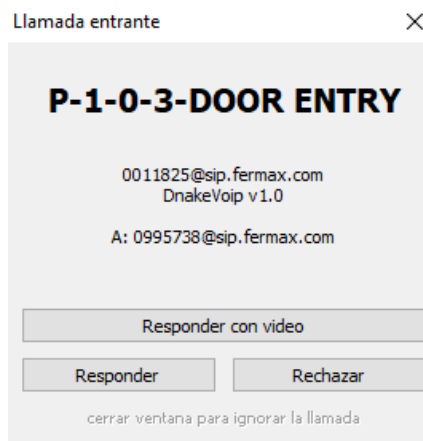 Llamada entrante
P-1-0-3-DOOR ENTRY
0011825@sip.fermax.com
DnakeVoip v1.0
A: 0995738@sip.fermax.com
Responder con video
Responder Rechazar
cerrar ventana para ignorar la llamada